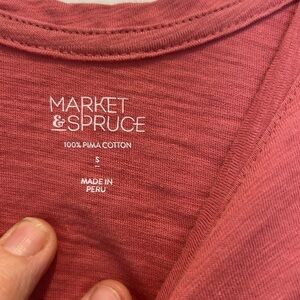 MARKET
&SPRUCE
100% PIMA COTTON
S
MADE IN
PERU